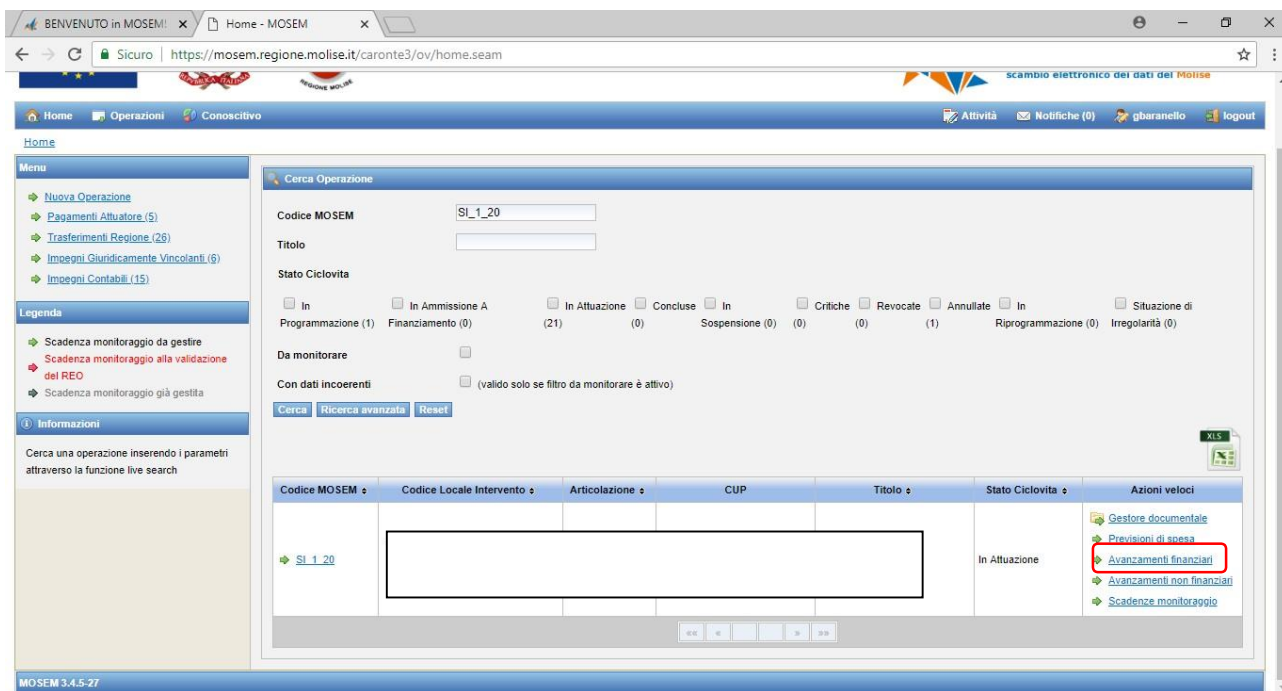 BENVENUTO in MOSEM!
Home - MOSEM
Sicuro | https://mosem.regione.molise.it/caronte3/ov/home.seam
REGIONE MOLISE
scambio elettronico dei dati del Molise
Home Operazioni Conoscitivo
Attività Notifiche (0) gbaranello logout
Home
Menu
Nuova Operazione
Pagamenti Attuatore (5)
Trasferimenti Regione (26)
Impegni Giuridicamente Vincolanti (6)
Impegni Contabili (15)
Legenda
Scadenza monitoraggio da gestire
Scadenza monitoraggio alla validazione
del REO
Scadenza monitoraggio già gestita
Informazioni
Cerca una operazione inserendo i parametri
attraverso la funzione live search
Cerca Operazione
Codice MOSEM SI_1_20
Titolo
Stato Ciclovita
In Programmazione (1)
In Ammissione A Finanziamento (0)
In Attuazione (21)
Concluse (0)
In Sospensione (0)
Critiche (0)
Revocate (0)
Annullate (1)
In Riprogrammazione (0)
Situazione di Irregolarità (0)
Da monitorare
Con dati incoerenti (valido solo se filtro da monitorare è attivo)
Cerca Ricerca avanzata Reset
XLS
Codice MOSEM Codice Locale Intervento Articolazione CUP Titolo Stato Ciclovita Azioni veloci
SI_1_20
In Attuazione
Gestore documentale
Previsioni di spesa
Avanzamenti finanziari
Avanzamenti non finanziari
Scadenze monitoraggio
«« « » »»
MOSEM 3.4.5-27